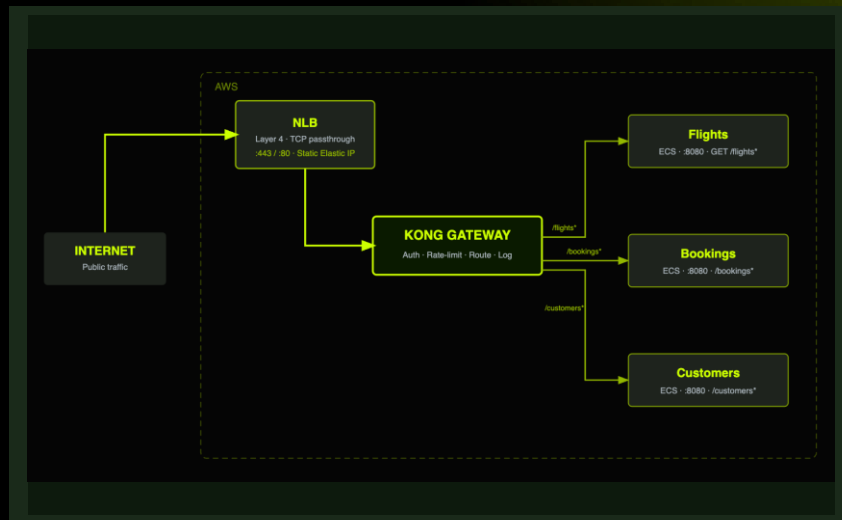 AWS
NLB
Layer 4 · TCP passthrough
:443 / :80 · Static Elastic IP
INTERNET
Public traffic
KONG GATEWAY
Auth · Rate-limit · Route · Log
/flights*
/bookings*
/customers*
Flights
ECS · :8080 · GET /flights*
Bookings
ECS · :8080 · /bookings*
Customers
ECS · :8080 · /customers*